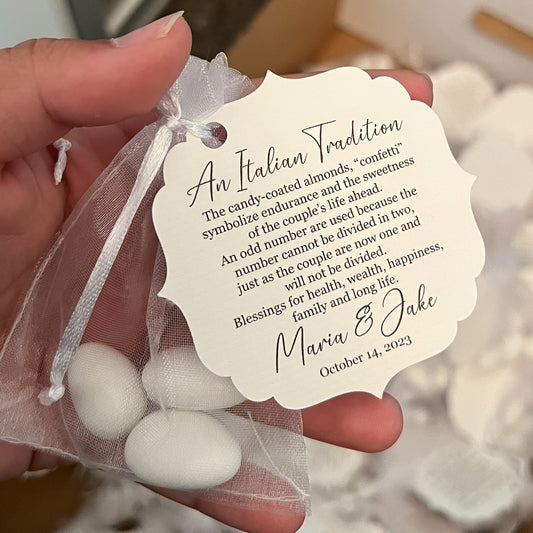 An Italian Tradition
The candy-coated almonds, "confetti"
symbolize endurance and the sweetness
of the couple's life ahead.
An odd number are used because the
number cannot be divided in two,
just as the couple are now one and
will not be divided.
Blessings for health, wealth, happiness,
family and long life.
Maria & Jake
October 14, 2023